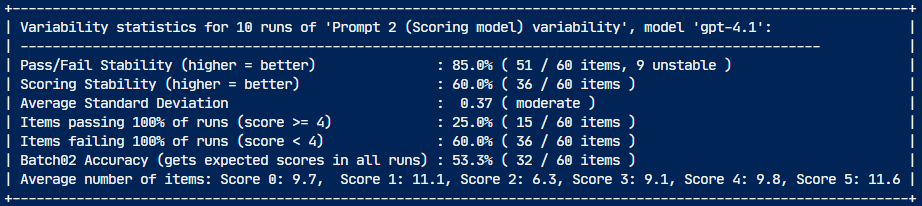 Variability statistics for 10 runs of 'Prompt 2 (Scoring model) variability', model 'gpt-4.1':
Pass/Fail Stability (higher = better) : 85.0% ( 51 / 60 items, 9 unstable )
Scoring Stability (higher = better) : 60.0% ( 36 / 60 items )
Average Standard Deviation : 0.37 ( moderate )
Items passing 100% of runs (score >= 4) : 25.0% ( 15 / 60 items )
Items failing 100% of runs (score < 4) : 60.0% ( 36 / 60 items )
Batch02 Accuracy (gets expected scores in all runs) : 53.3% ( 32 / 60 items )
Average number of items: Score 0: 9.7, Score 1: 11.1, Score 2: 6.3, Score 3: 9.1, Score 4: 9.8, Score 5: 11.6